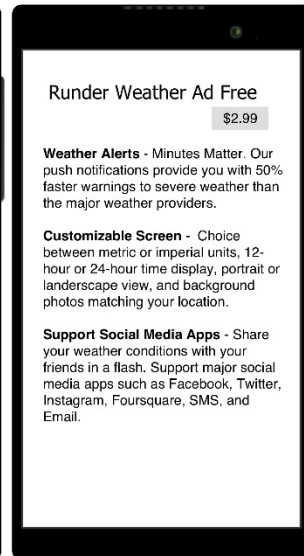 Runder Weather Ad Free
$2.99
Weather Alerts - Minutes Matter. Our
push notifications provide you with 50%
faster warnings to severe weather than
the major weather providers.
Customizable Screen -  Choice
between metric or imperial units, 12-
hour or 24-hour time display, portrait or
landerscape view, and background
photos matching your location.
Support Social Media Apps - Share
your weather conditions with your
friends in a flash. Support major social
media apps such as Facebook, Twitter,
Instagram, Foursquare, SMS, and
Email.